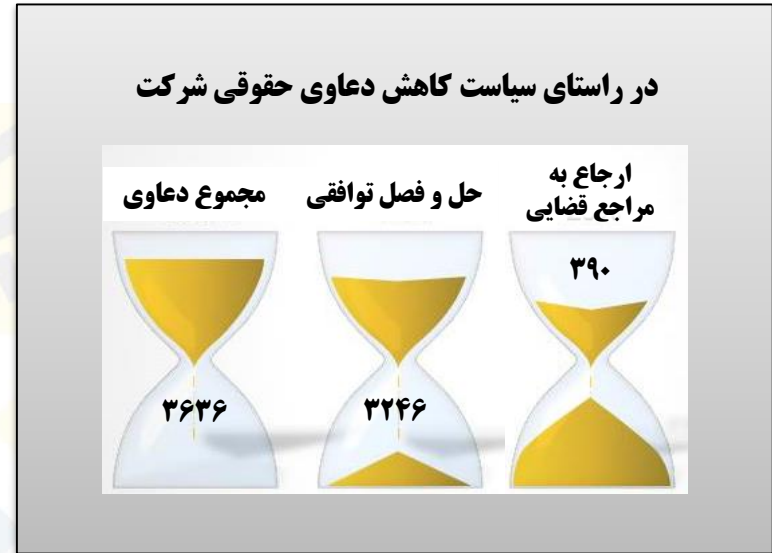 در راستای سیاست کاهش دعاوی حقوقی شرکت
ارجاع به
مراجع قضایی
حل و فصل توافقی
مجموع دعاوی
۳۹۰
۳۲۴۶
۳۶۳۶